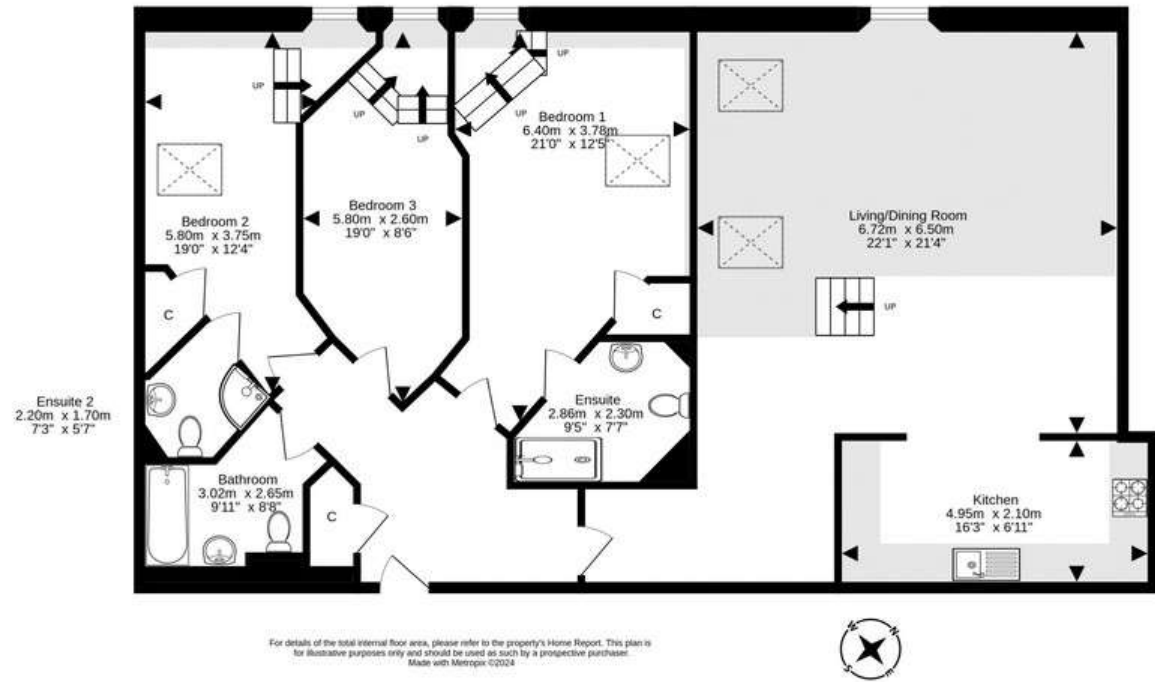 UP
UP
UP
UP
UP
Bedroom 1
6.40m x 3.78m
21'0" x 12'5"
Bedroom 3
5.80m x 2.60m
19'0" x 8'6"
Bedroom 2
5.80m x 3.75m
19'0" x 12'4"
Living/Dining Room
6.72m x 6.50m
22'1" x 21'4"
UP
C
C
Ensuite 2
2.20m x 1.70m
7'3" x 5'7"
Ensuite
2.86m x 2.30m
9'5" x 7'7"
Bathroom
3.02m x 2.65m
9'11" x 8'8"
C
Kitchen
4.95m x 2.10m
16'3" x 6'11"
For details of the total internal floor area, please refer to the property's Home Report. This plan is
for illustrative purposes only and should be used as such by a prospective purchaser.
Made with Metropix ©2024
W
N
S
E